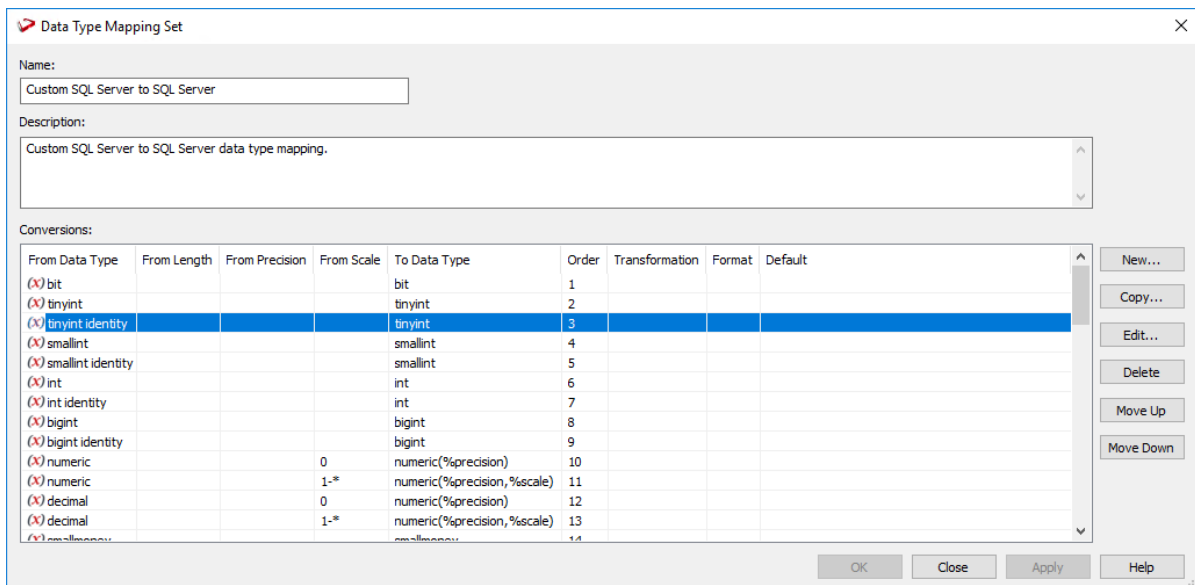 Data Type Mapping Set
Name:
Custom SQL Server to SQL Server
Description:
Custom SQL Server to SQL Server data type mapping.
Conversions:
From Data Type From Length From Precision From Scale To Data Type Order Transformation Format Default
(x) bit bit 1
(x) tinyint tinyint 2
(x) tinyint identity tinyint 3
(x) smallint smallint 4
(x) smallint identity smallint 5
(x) int int 6
(x) int identity int 7
(x) bigint bigint 8
(x) bigint identity bigint 9
(x) numeric 0 numeric(%precision) 10
(x) numeric 1-* numeric(%precision,%scale) 11
(x) decimal 0 numeric(%precision) 12
(x) decimal 1-* numeric(%precision,%scale) 13
(x) smallmoney smallmoney 14
New...
Copy...
Edit...
Delete
Move Up
Move Down
OK Close Apply Help